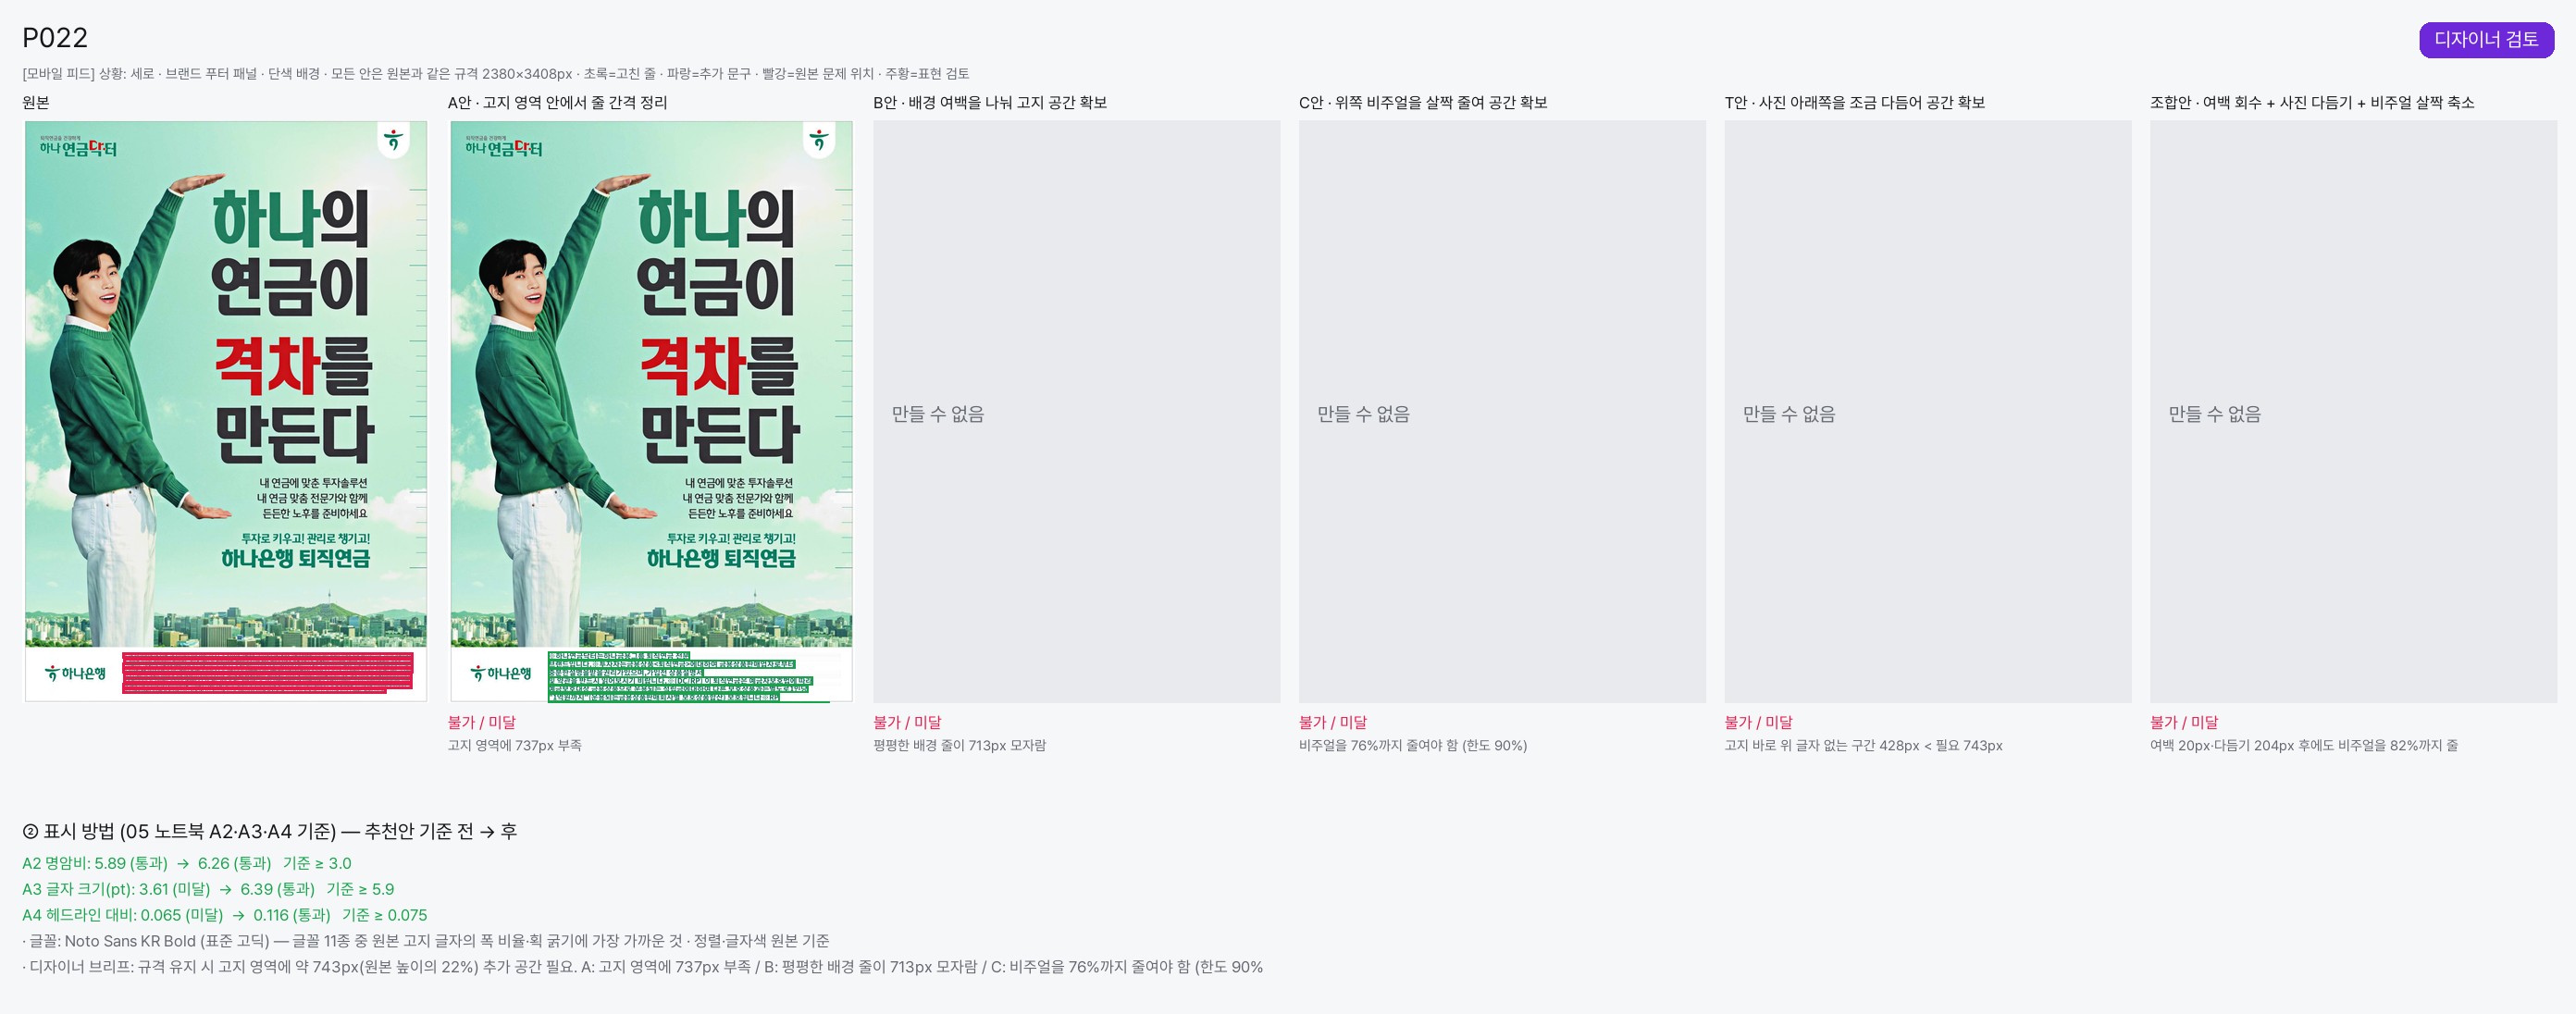 P022
디자이너 검토
[모바일 피드] 상황: 세로 · 브랜드 푸터 패널 · 단색 배경 · 모든 안은 원본과 같은 규격 2380×3408px · 초록=고친 줄 · 파랑=추가 문구 · 빨강=원본 문제 위치 · 주황=표현 검토
원본
퇴직연금을 건강하게
하나 연금닥터
하나의
연금이
격차를
만든다
내 연금에 맞춘 투자솔루션
내 연금 맞춤 전문가와 함께
든든한 노후를 준비하세요
투자로 키우고! 관리로 챙기고!
하나은행 퇴직연금
하나은행
A안 · 고지 영역 안에서 줄 간격 정리
퇴직연금을 건강하게
하나 연금닥터
하나의
연금이
격차를
만든다
내 연금에 맞춘 투자솔루션
내 연금 맞춤 전문가와 함께
든든한 노후를 준비하세요
투자로 키우고! 관리로 챙기고!
하나은행 퇴직연금
하나은행
불가 / 미달
고지 영역에 737px 부족
B안 · 배경 여백을 나눠 고지 공간 확보
만들 수 없음
불가 / 미달
평평한 배경 줄이 713px 모자람
C안 · 위쪽 비주얼을 살짝 줄여 공간 확보
만들 수 없음
불가 / 미달
비주얼을 76%까지 줄여야 함 (한도 90%)
T안 · 사진 아래쪽을 조금 다듬어 공간 확보
만들 수 없음
불가 / 미달
고지 바로 위 글자 없는 구간 428px < 필요 743px
조합안 · 여백 회수 + 사진 다듬기 + 비주얼 살짝 축소
만들 수 없음
불가 / 미달
여백 20px·다듬기 204px 후에도 비주얼을 82%까지 줄
② 표시 방법 (05 노트북 A2·A3·A4 기준) — 추천안 기준 전 → 후
A2 명암비: 5.89 (통과) → 6.26 (통과) 기준 ≥ 3.0
A3 글자 크기(pt): 3.61 (미달) → 6.39 (통과) 기준 ≥ 5.9
A4 헤드라인 대비: 0.065 (미달) → 0.116 (통과) 기준 ≥ 0.075
· 글꼴: Noto Sans KR Bold (표준 고딕) — 글꼴 11종 중 원본 고지 글자의 폭 비율·획 굵기에 가장 가까운 것 · 정렬·글자색 원본 기준
· 디자이너 브리프: 규격 유지 시 고지 영역에 약 743px(원본 높이의 22%) 추가 공간 필요. A: 고지 영역에 737px 부족 / B: 평평한 배경 줄이 713px 모자람 / C: 비주얼을 76%까지 줄여야 함 (한도 90%